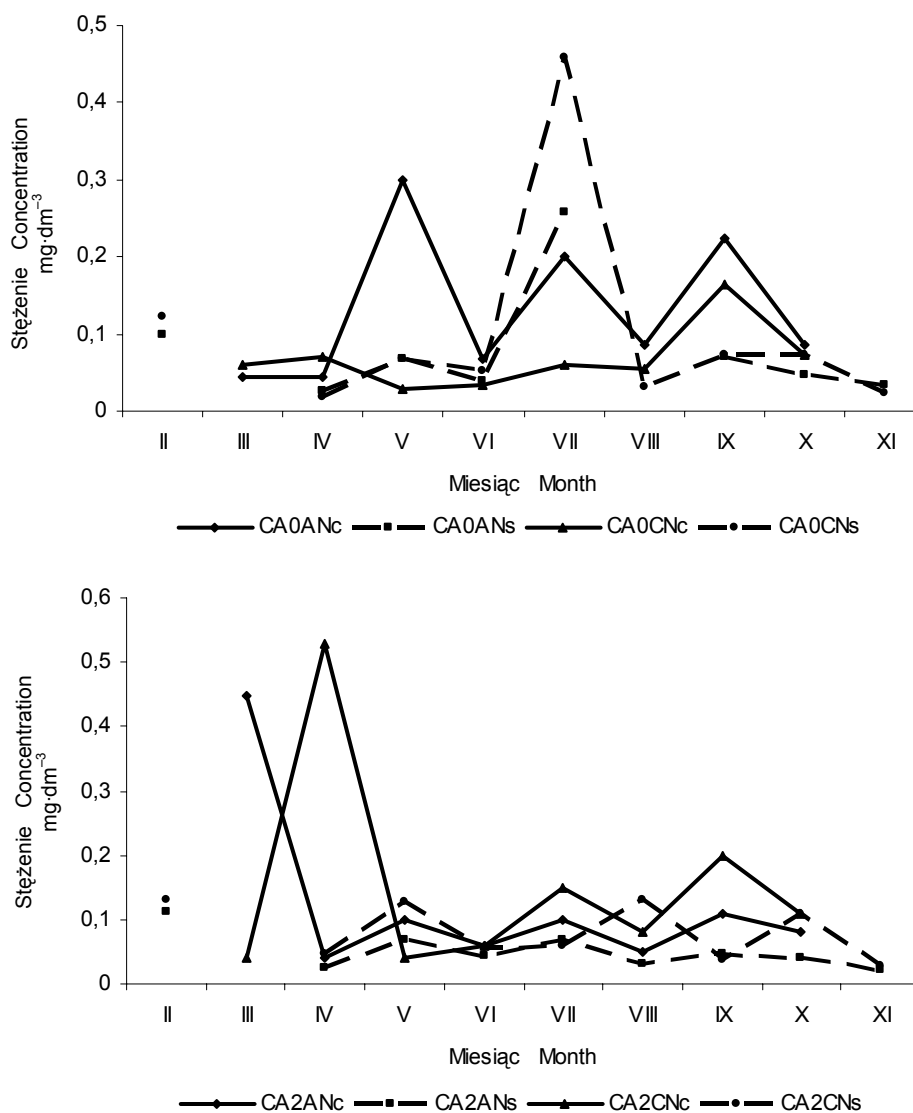 Stężenie Concentration
mg·dm⁻³
0,5
0,4
0,3
0,2
0,1
0
II III IV V VI VII VIII IX X XI
Miesiąc Month
CA0ANc CA0ANs CA0CNc CA0CNs
Stężenie Concentration
mg·dm⁻³
0,6
0,5
0,4
0,3
0,2
0,1
0
II III IV V VI VII VIII IX X XI
Miesiąc Month
CA2ANc CA2ANs CA2CNc CA2CNs